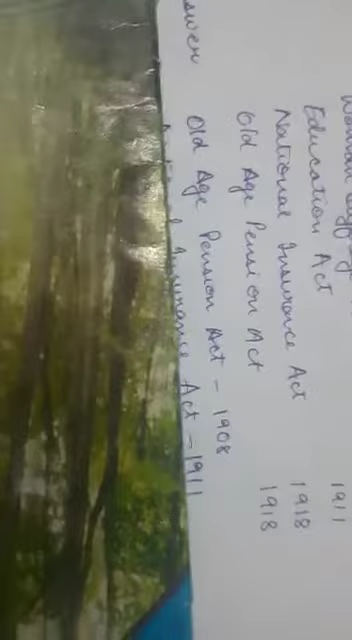 Woman
Education Act 1911
National Insurance Act 1918
Old Age Pension Act 1918
swer
Old Age Pension Act – 1908
Insurance Act – 1911